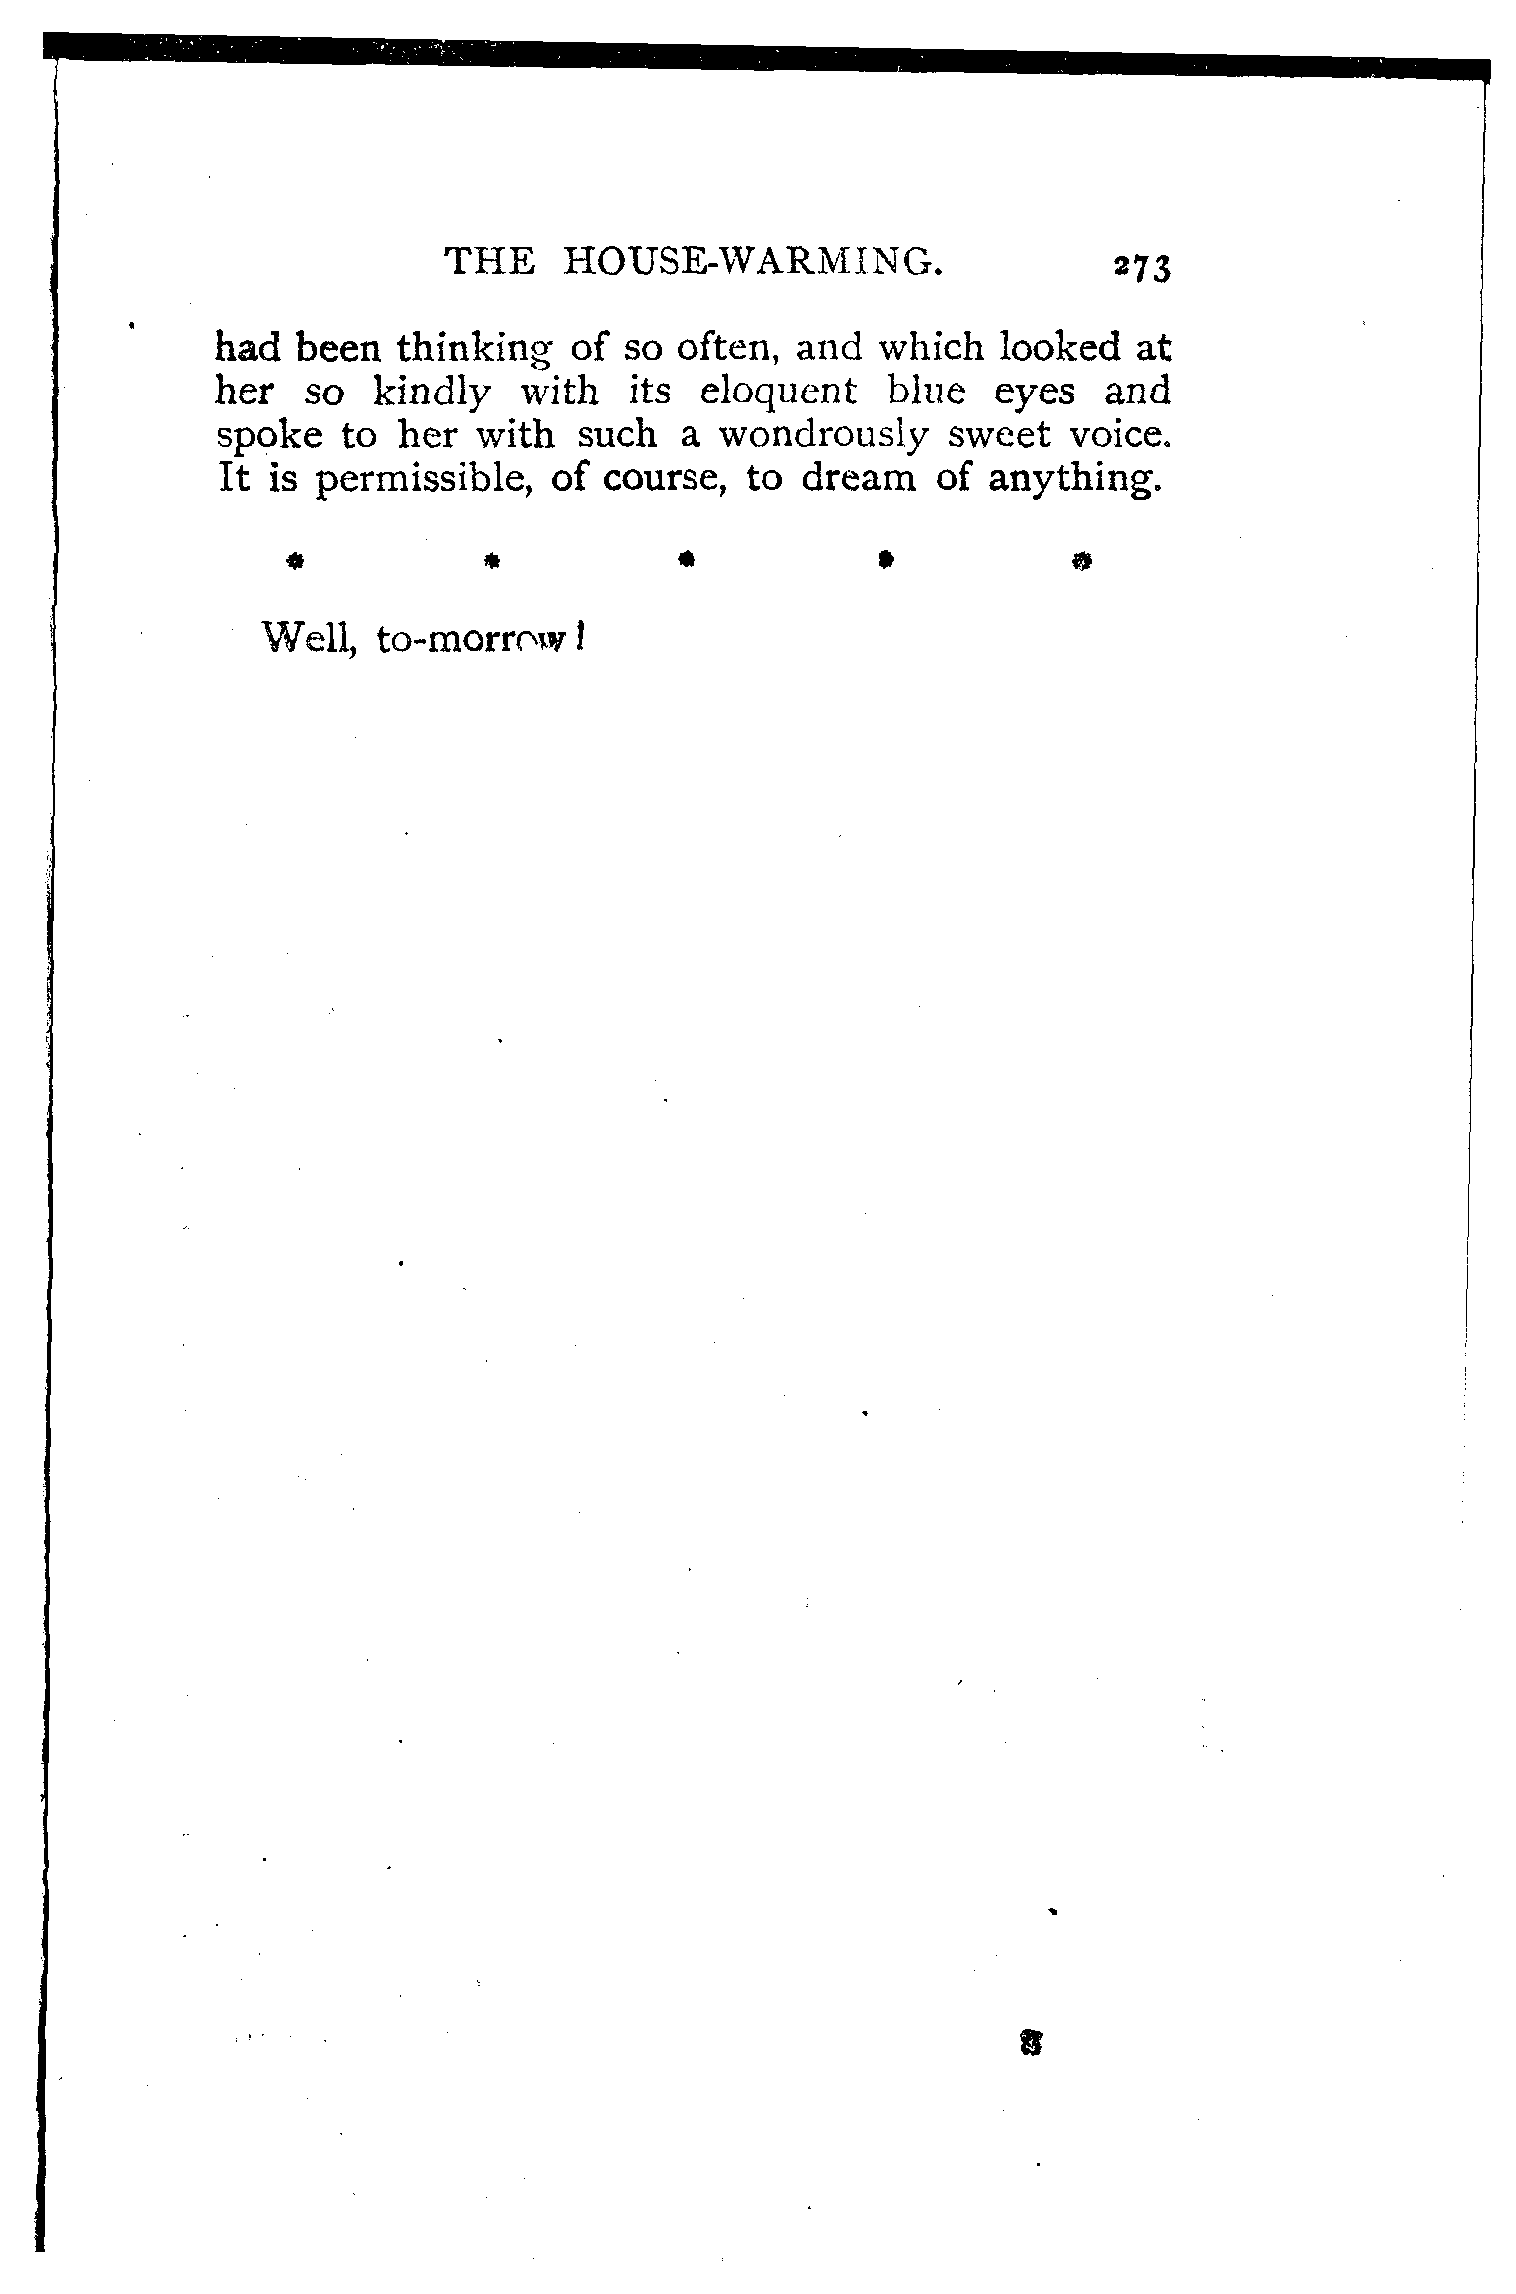 THE HOUSE-WARMING. 273
had been thinking of so often, and which looked at
her so kindly with its eloquent blue eyes and
spoke to her with such a wondrously sweet voice.
It is permissible, of course, to dream of anything.
* * * * *
Well, to-morrow!